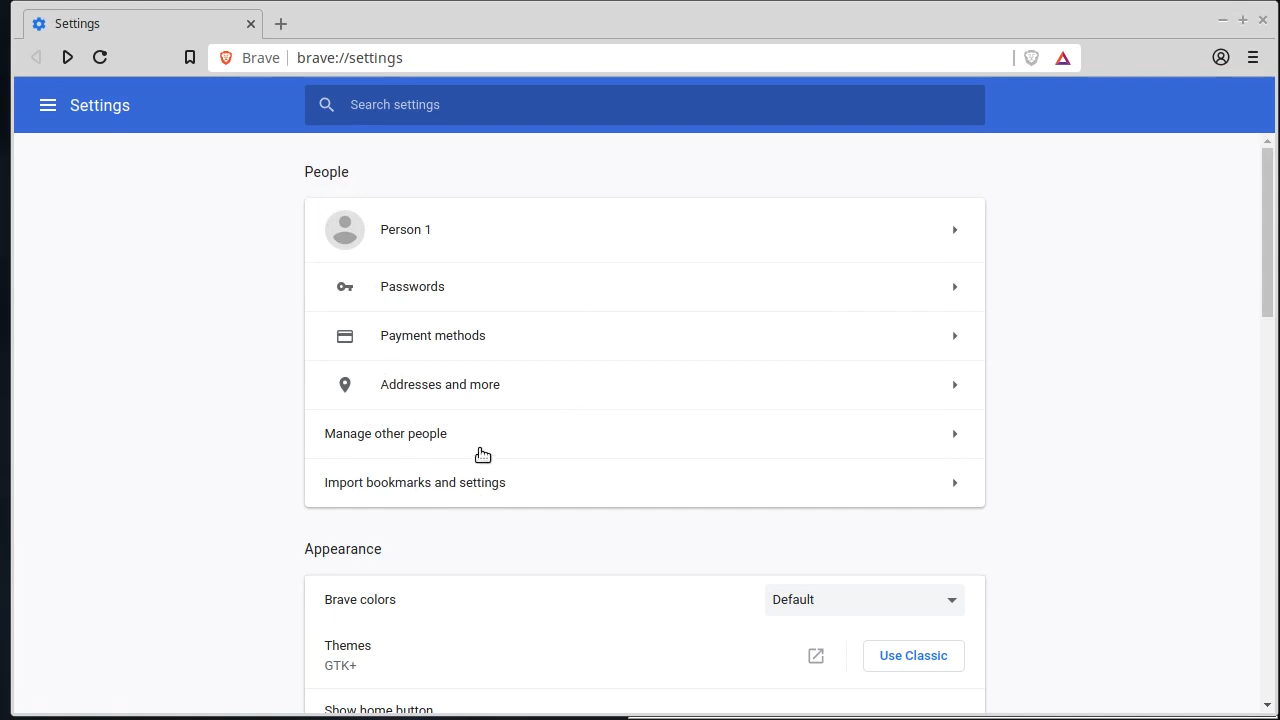 Settings
Brave
brave://settings
Settings
Search settings
People
Person 1
Passwords
Payment methods
Addresses and more
Manage other people
Import bookmarks and settings
Appearance
Brave colors
Default
Themes
GTK+
Use Classic
Show home button